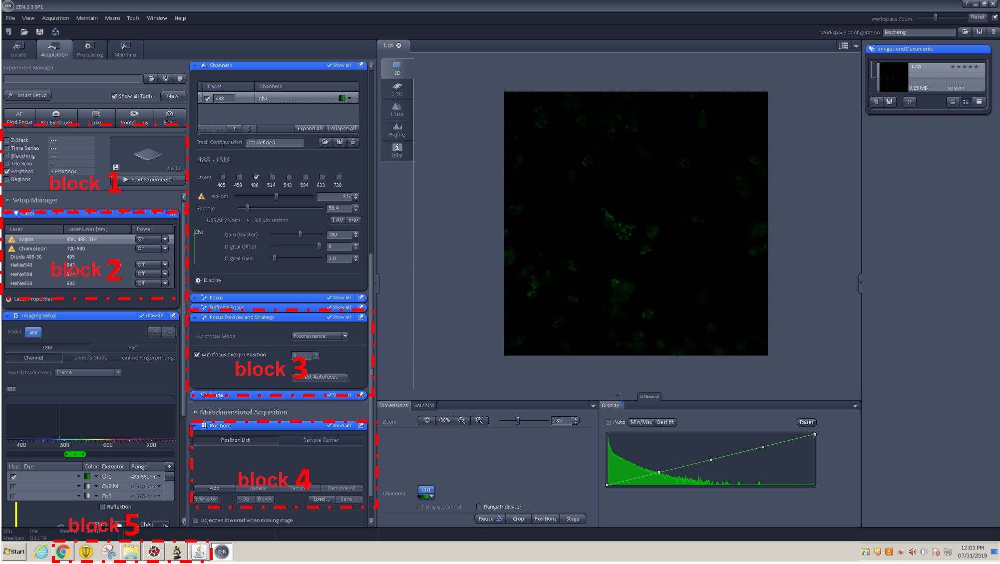 ZEN 2.3 SP1
File View Acquisition Maintain Macro Tools Window Help
Workspace Zoom Reset
Workspace Configuration Bocheng
Locate Acquisition Processing Maintain
Experiment Manager
Smart Setup Show all Tools New
AF
Find Focus Set Exposure Live Continuous Snap
Z-Stack ---
Time Series ---
Bleaching ---
Tile Scan ---
256 kB
Positions 0 Positions
Regions
Start Experiment
block 1
Setup Manager
Laser
Laser Laser Lines [nm] Power
Argon 458, 488, 514 On
Chameleon 720-930 On
Diode 405-30 405
HeNe543 543 Off
HeNe594 Off
HeNe633 633 Off
block 2
Laser Properties
Imaging Setup Show all
Tracks 488
LSM Fast
Channel Lambda Mode Online Fingerprinting
Switch track every Frame
488
400 500 600 700
Use Dye Color Detector Range +
Ch1 499-551nm
Ch2 M 415-735nm
Ch3 415-735nm
Reflection
Plate ChA
block 5
CPU 0%
Free Ram 0.11 TB
Channels Show all
Tracks Channels
488 Ch1
Expand All Collapse All
Track Configuration not defined
488 - LSM
Lasers
405 458 488 514 543 594 633 720
488 nm 2.5
Pinhole 59.4
1.85 Airy Units 3.8 µm section 1 AU max
Ch1
Gain (Master) 700
Digital Offset 0
Digital Gain 1.0
Display
Focus Show all
Definite Focus Show all
Focus Devices and Strategy Show all
Autofocus Mode Fluorescence
Autofocus every n Position 1
block 3
Test Autofocus
Stage Show all
Multidimensional Acquisition
Positions Show all
Position List Sample Carrier
block 4
Add Update Remove Remove All
Move to Up Down Load ... Save ...
Objective lowered when moving stage
1.czi
2D
2.5D
Histo
Profile
Info
Show all
Dimensions Graphics
Zoom 100% 132
Channels Ch1
Single Channel Range Indicator
Reuse Crop Positions Stage
Display
Auto Min/Max Best fit Reset
Images and Documents
1.czi
0.25 MB stream
Start
ZEN
12:03 PM
07/31/2019